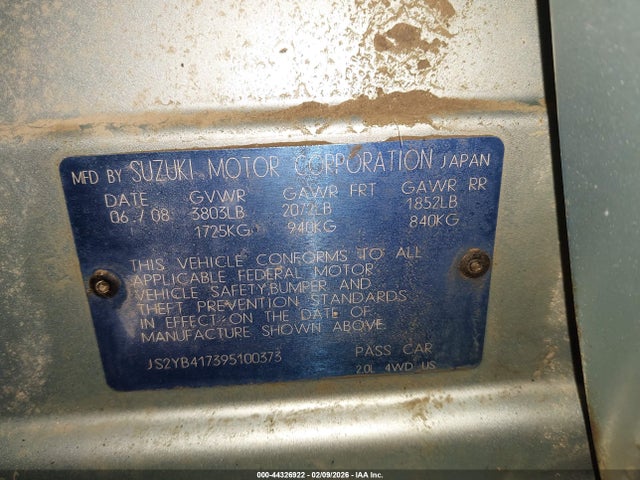 MFD BY SUZUKI MOTOR CORPORATION JAPAN
DATE GVWR GAWR FRT GAWR RR
06 / 08 3803LB 2072LB 1852LB
1725KG 940KG 840KG
THIS VEHICLE CONFORMS TO ALL
APPLICABLE FEDERAL MOTOR
VEHICLE SAFETY,BUMPER AND
THEFT PREVENTION STANDARDS
IN EFFECT ON THE DATE OF
MANUFACTURE SHOWN ABOVE
JS2YB417395100373 PASS CAR
2.0L 4WD US
000-44326922 - 02/09/2026 - IAA Inc.